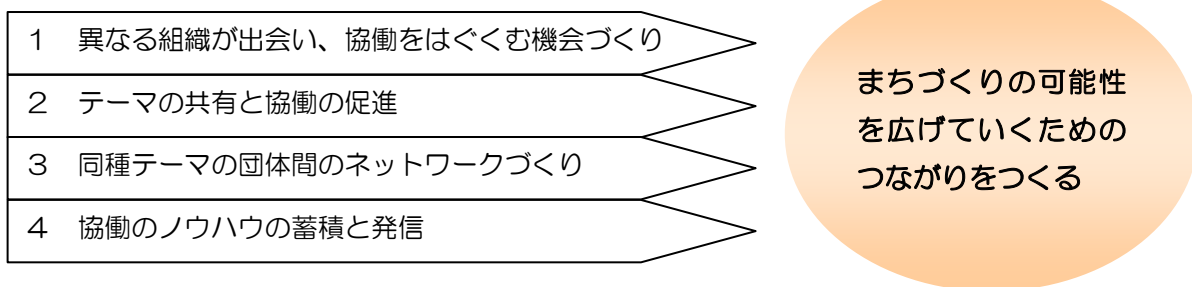 1 異なる組織が出会い、協働をはぐくむ機会づくり
2 テーマの共有と協働の促進
3 同種テーマの団体間のネットワークづくり
4 協働のノウハウの蓄積と発信
まちづくりの可能性
を広げていくための
つながりをつくる